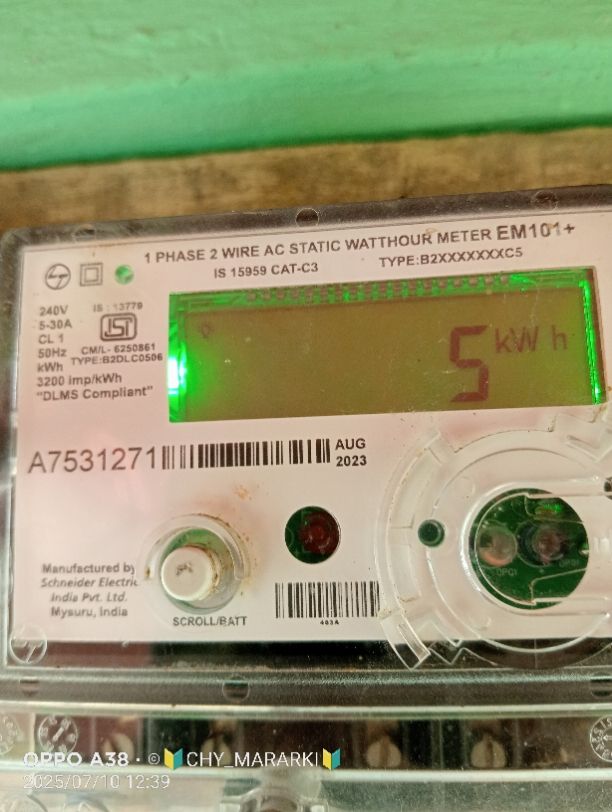 1 PHASE 2 WIRE AC STATIC WATTHOUR METER EM101+
IS 15959 CAT-C3 TYPE:B2XXXXXXXC5
240V
5-30A
CL 1
50Hz
kWh
3200 imp/kWh
"DLMS Compliant"
IS : 13779
ISI
CM/L- 6250861
TYPE:B2DLC0506
5 kWh
A7531271
AUG
2023
Manufactured by
Schneider Electric
India Pvt. Ltd.
Mysuru, India
SCROLL/BATT
OPPO A38 · ©🔰CHY_MARARKI🔰
2025/07/10 12:39